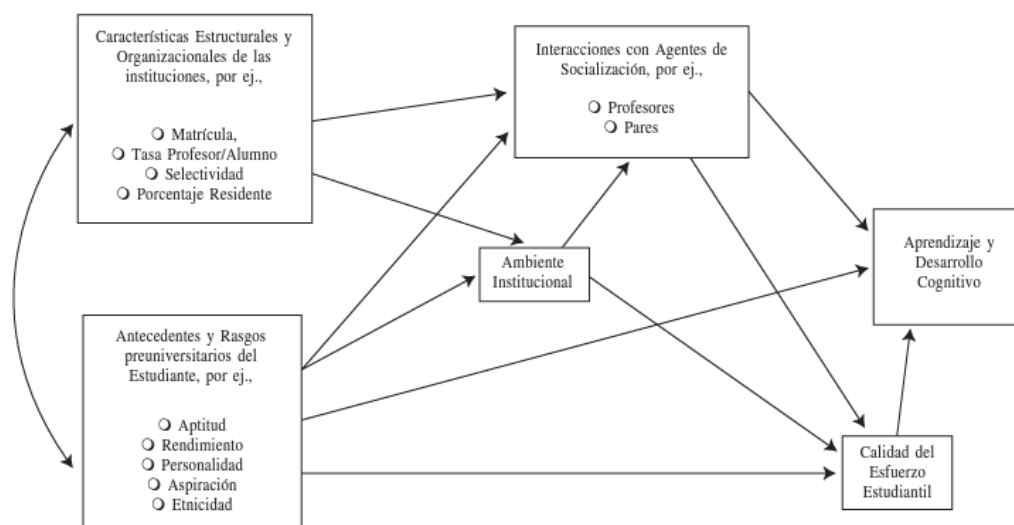 Características Estructurales y
Organizacionales de las
instituciones, por ej.,
❍ Matrícula,
❍ Tasa Profesor/Alumno
❍ Selectividad
❍ Porcentaje Residente
Interacciones con Agentes de
Socialización, por ej.,
❍ Profesores
❍ Pares
Ambiente
Institucional
Aprendizaje y
Desarrollo
Cognitivo
Antecedentes y Rasgos
preuniversitarios del
Estudiante, por ej.,
❍ Aptitud
❍ Rendimiento
❍ Personalidad
❍ Aspiración
❍ Etnicidad
Calidad del
Esfuerzo
Estudiantil